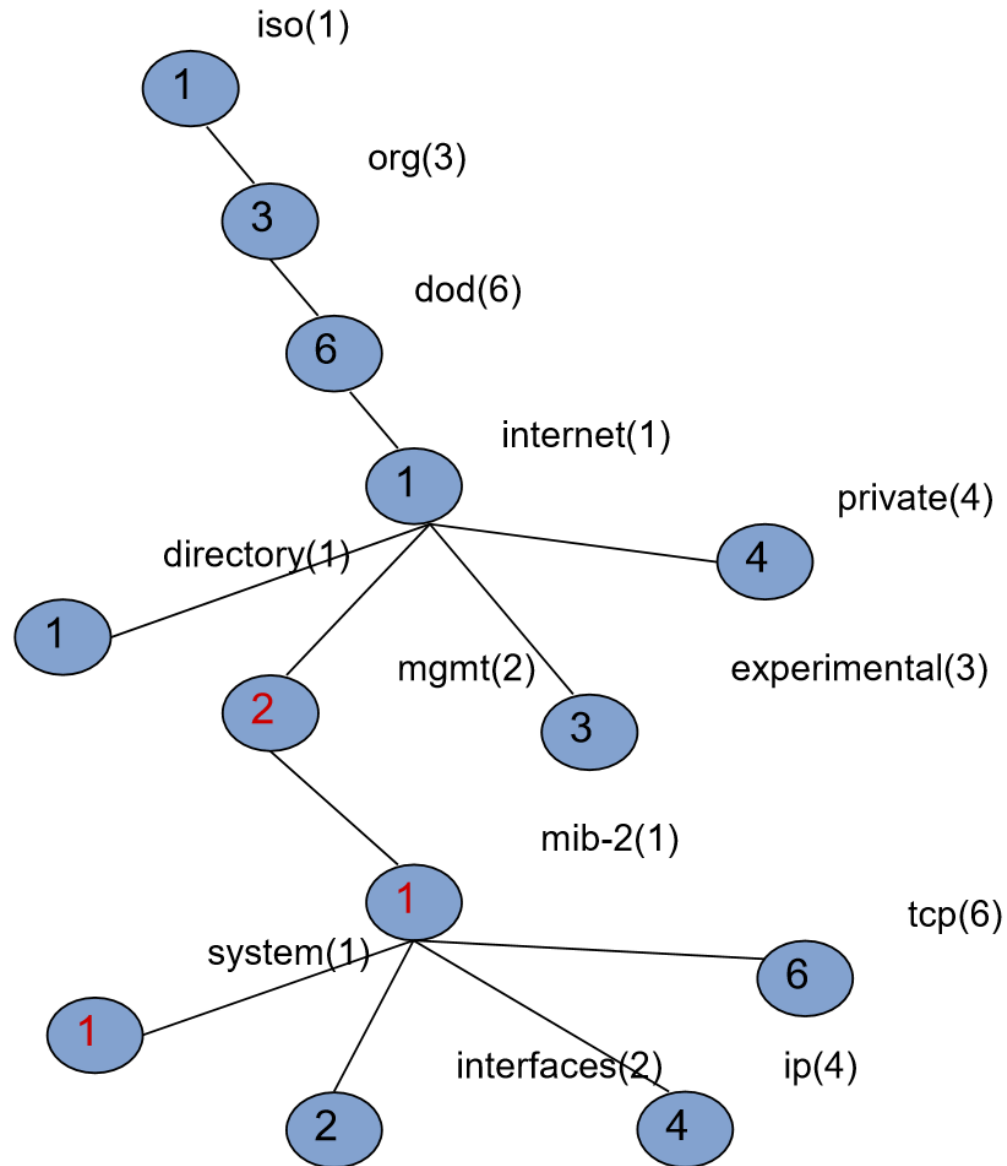 iso(1)
1
org(3)
3
dod(6)
6
internet(1)
1
private(4)
directory(1)
4
1
mgmt(2)
experimental(3)
2
3
mib-2(1)
1
tcp(6)
system(1)
6
1
interfaces(2)
ip(4)
2
4